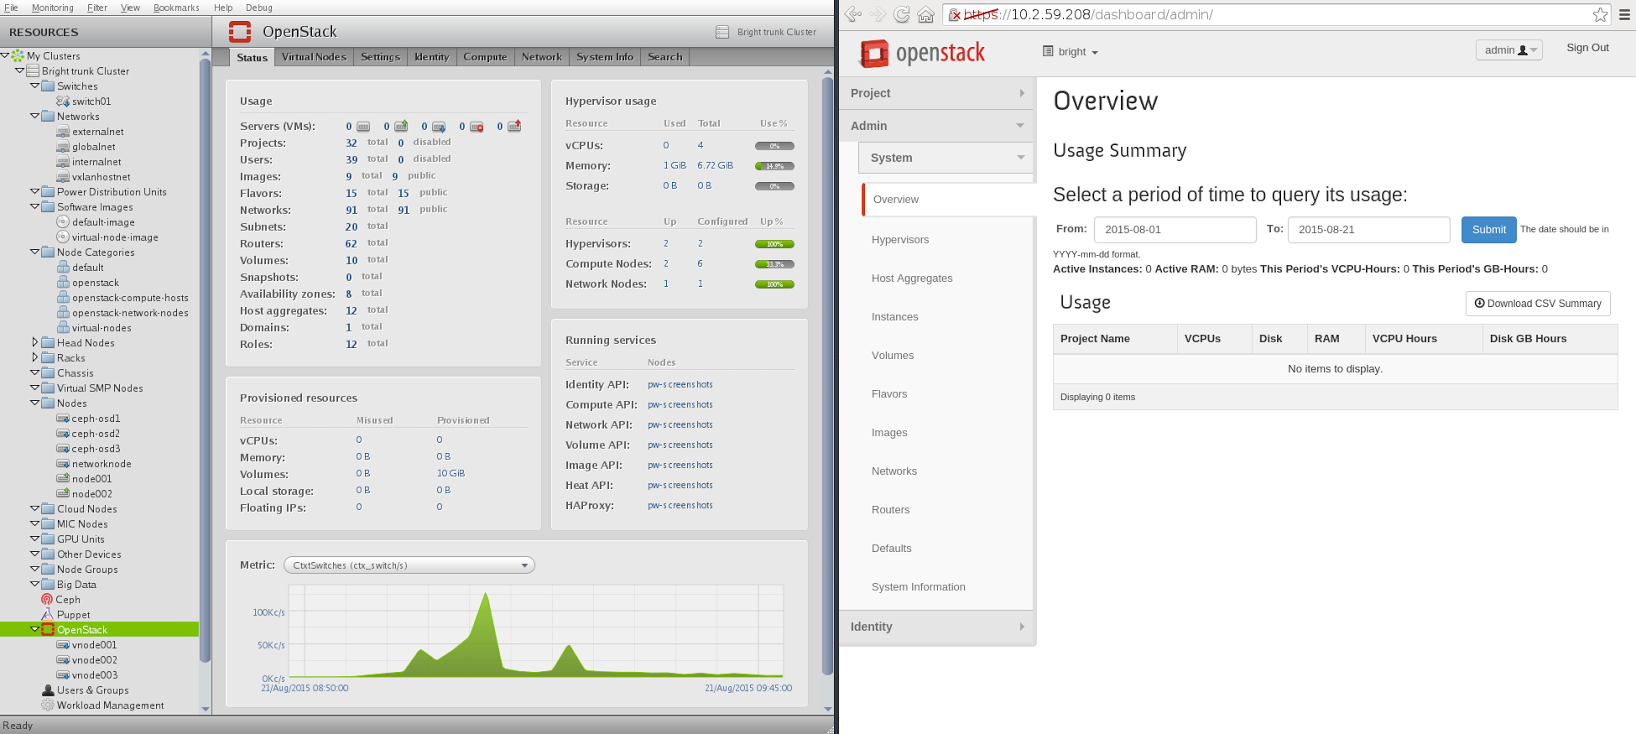 File Monitoring Filter View Bookmarks Help Debug
RESOURCES
My Clusters
Bright trunk Cluster
Switches
switch01
Networks
externalnet
globalnet
internalnet
vxlanhostnet
Power Distribution Units
Software Images
default-image
virtual-node-image
Node Categories
default
openstack
openstack-compute-hosts
openstack-network-nodes
virtual-nodes
Head Nodes
Racks
Chassis
Virtual SMP Nodes
Nodes
ceph-osd1
ceph-osd2
ceph-osd3
networknode
node001
node002
Cloud Nodes
MIC Nodes
GPU Units
Other Devices
Node Groups
Big Data
Ceph
Puppet
OpenStack
vnode001
vnode002
vnode003
Users & Groups
Workload Management
Ready
OpenStack
Bright trunk Cluster
Status Virtual Nodes Settings Identity Compute Network System Info Search
Usage
Servers (VMs): 0 0 0 0 0
Projects: 32 total 0 disabled
Users: 39 total 0 disabled
Images: 9 total 9 public
Flavors: 15 total 15 public
Networks: 91 total 91 public
Subnets: 20 total
Routers: 62 total
Volumes: 10 total
Snapshots: 0 total
Availability zones: 8 total
Host aggregates: 12 total
Domains: 1 total
Roles: 12 total
Provisioned resources
Resource Misused Provisioned
vCPUs: 0 0
Memory: 0 B 0 B
Volumes: 0 B 10 GiB
Local storage: 0 B 0 B
Floating IPs: 0 0
Hypervisor usage
Resource Used Total Use %
vCPUs: 0 4 0%
Memory: 1 GiB 6.72 GiB 14.9%
Storage: 0 B 0 B 0%
Resource Up Configured Up %
Hypervisors: 2 2 100%
Compute Nodes: 2 6 33.3%
Network Nodes: 1 1 100%
Running services
Service Nodes
Identity API: pw-screenshots
Compute API: pw-screenshots
Network API: pw-screenshots
Volume API: pw-screenshots
Image API: pw-screenshots
Heat API: pw-screenshots
HAProxy: pw-screenshots
Metric: CtxtSwitches (ctx_switch/s)
100Kc/s
50Kc/s
0Kc/s
21/Aug/2015 08:50:00 21/Aug/2015 09:45:00
https://10.2.59.208/dashboard/admin/
openstack
bright
admin
Sign Out
Project
Admin
System
Overview
Hypervisors
Host Aggregates
Instances
Volumes
Flavors
Images
Networks
Routers
Defaults
System Information
Identity
Overview
Usage Summary
Select a period of time to query its usage:
From: 2015-08-01 To: 2015-08-21 Submit The date should be in
YYYY-mm-dd format.
Active Instances: 0 Active RAM: 0 bytes This Period's VCPU-Hours: 0 This Period's GB-Hours: 0
Usage
Download CSV Summary
Project Name VCPUs Disk RAM VCPU Hours Disk GB Hours
No items to display.
Displaying 0 items